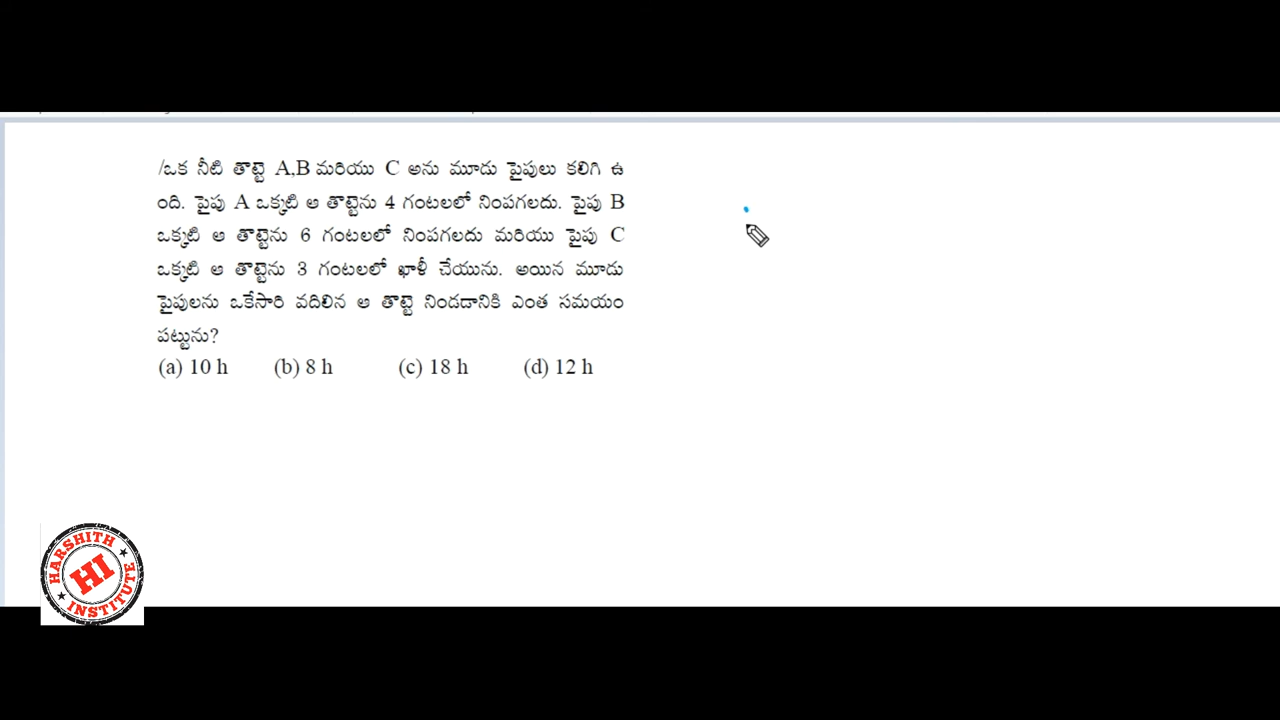 /ఒక నీటి తొట్టె A,B మరియు C అను మూడు పైపులు కలిగి ఉ
ంది. పైపు A ఒక్కటి ఆ తొట్టెను 4 గంటలలో నింపగలదు. పైపు B
ఒక్కటి ఆ తొట్టెను 6 గంటలలో నింపగలదు మరియు పైపు C
ఒక్కటి ఆ తొట్టెను 3 గంటలలో ఖాళీ చేయును. అయిన మూడు
పైపులను ఒకేసారి వదిలిన ఆ తొట్టె నిండడానికి ఎంత సమయం
పట్టును?
(a) 10 h (b) 8 h (c) 18 h (d) 12 h
HARSHITH
HI
INSTITUTE